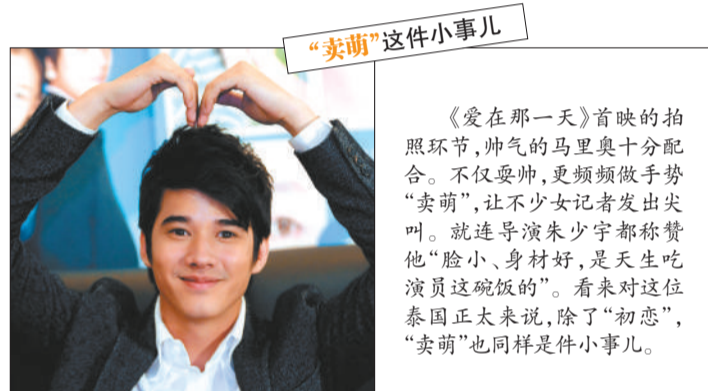 “卖萌”这件小事儿
《爱在那一天》首映的拍
照环节,帅气的马里奥十分配
合。不仅耍帅,更频频做手势
“卖萌”,让不少女记者发出尖
叫。就连导演朱少宇都称赞
他“脸小、身材好,是天生吃
演员这碗饭的”。看来对这位
泰国正太来说,除了“初恋”,
“卖萌”也同样是件小事儿。